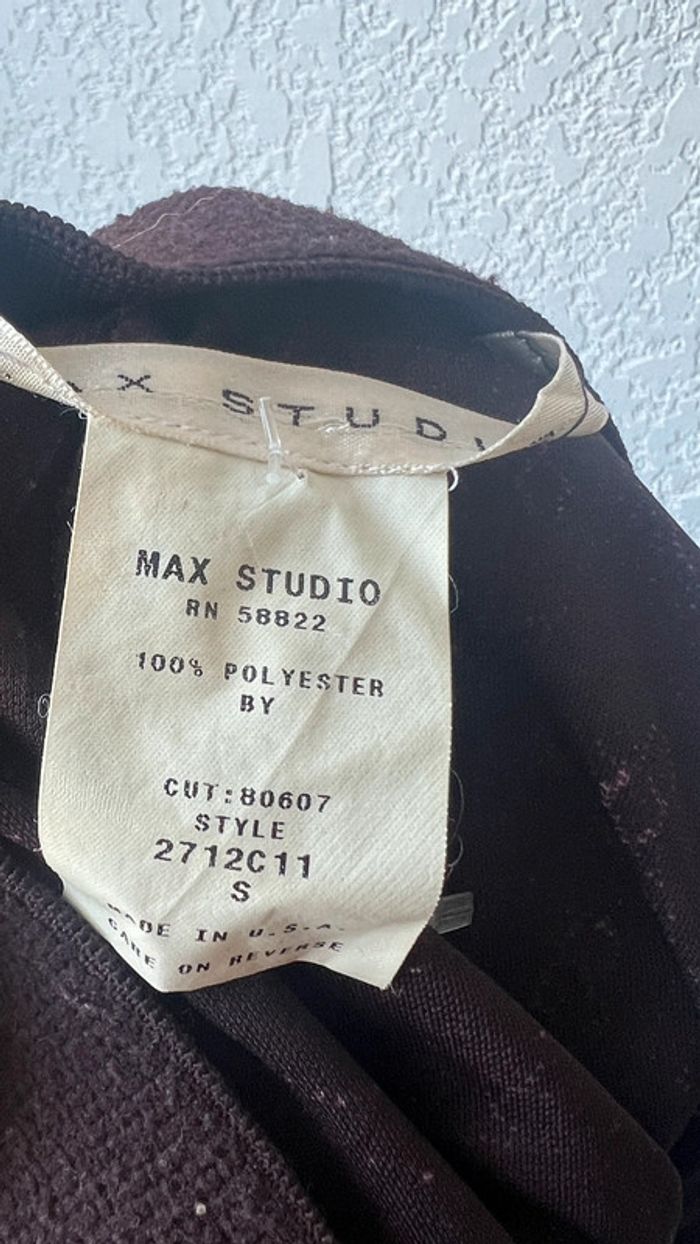 X STUDI
MAX STUDIO
RN 58822
100% POLYESTER
BY
CUT:80607
STYLE
2712C11
S
MADE IN U.S.A.
CARE ON REVERSE